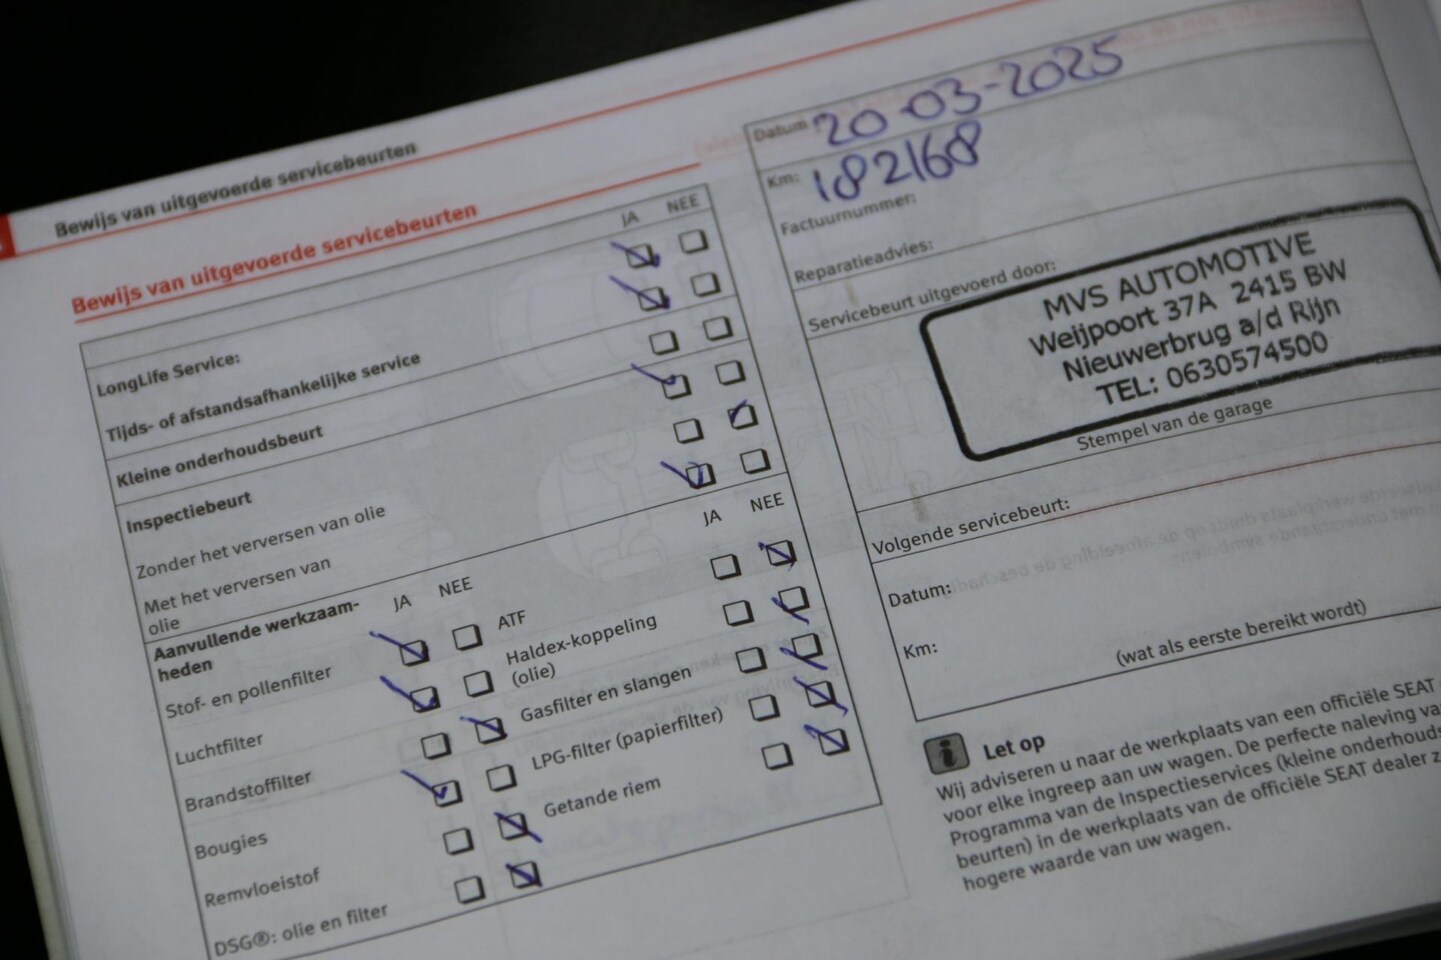 Bewijs van uitgevoerde servicebeurten
Bewijs van uitgevoerde servicebeurten
JA NEE
LongLife Service:
Tijds- of afstandsafhankelijke service
Kleine onderhoudsbeurt
Inspectiebeurt
Zonder het verversen van olie
Met het verversen van
olie
JA NEE
Aanvullende werkzaam-
heden
JA NEE
Stof- en pollenfilter
Luchtfilter
Brandstoffilter
Bougies
Remvloeistof
DSG®: olie en filter
ATF
Haldex-koppeling
(olie)
Gasfilter en slangen
LPG-filter (papierfilter)
Getande riem
Datum 20-03-2025
Km: 182168
Factuurnummer:
Reparatieadvies:
Servicebeurt uitgevoerd door:
MVS AUTOMOTIVE
Weijpoort 37A 2415 BW
Nieuwerbrug a/d Rijn
TEL: 0630574500
Stempel van de garage
Volgende servicebeurt:
Datum:
Km:
(wat als eerste bereikt wordt)
Let op
Wij adviseren u naar de werkplaats van een officiële SEAT
voor elke ingreep aan uw wagen. De perfecte naleving va
Programma van de Inspectieservices (kleine onderhouds
beurten) in de werkplaats van de officiële SEAT dealer z
hogere waarde van uw wagen.